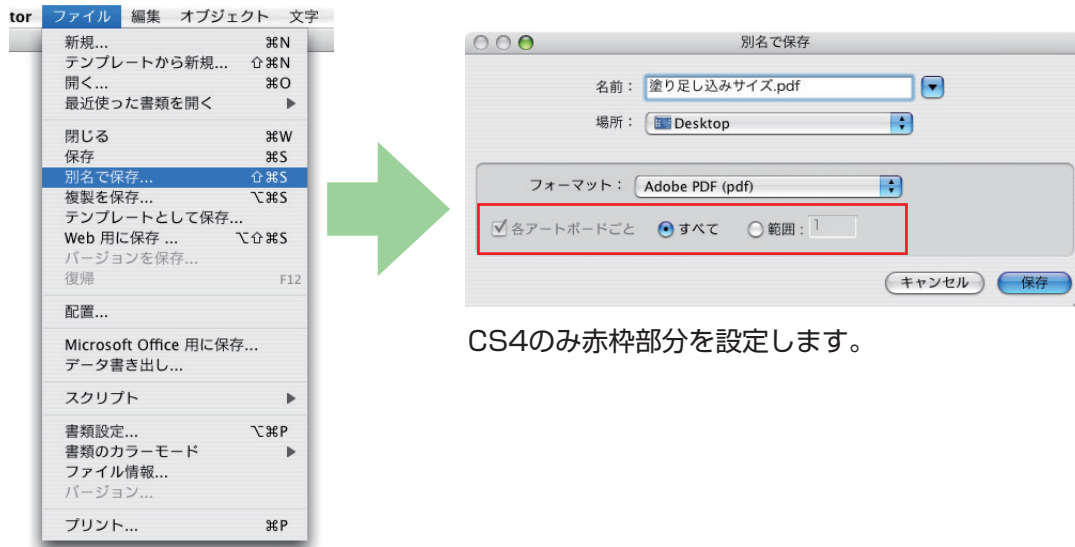 tor ファイル 編集 オブジェクト 文字
新規... ⌘N
テンプレートから新規... ⇧⌘N
開く... ⌘O
最近使った書類を開く ▶
閉じる ⌘W
保存 ⌘S
別名で保存... ⇧⌘S
複製を保存... ⌥⌘S
テンプレートとして保存...
Web 用に保存 ... ⌥⇧⌘S
バージョンを保存...
復帰 F12
配置...
Microsoft Office 用に保存...
データ書き出し...
スクリプト ▶
書類設定... ⌥⌘P
書類のカラーモード ▶
ファイル情報...
バージョン...
プリント... ⌘P
別名で保存
名前： 塗り足し込みサイズ.pdf
場所： Desktop
フォーマット： Adobe PDF (pdf)
各アートボードごと すべて 範囲： 1
キャンセル 保存
CS4のみ赤枠部分を設定します。